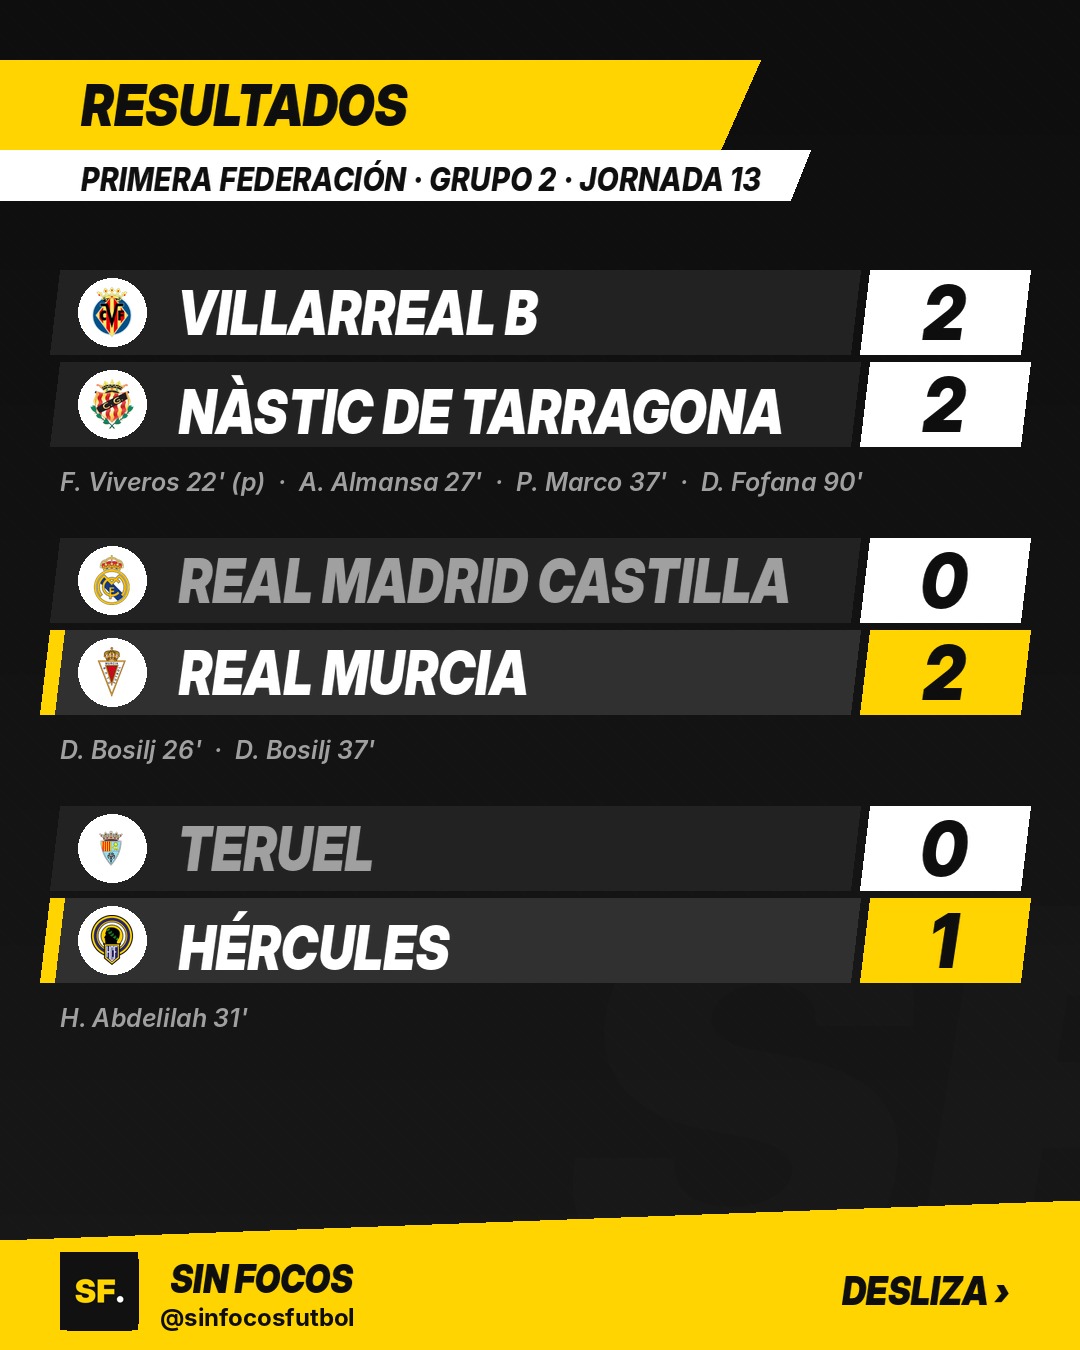 RESULTADOS
PRIMERA FEDERACIÓN · GRUPO 2 · JORNADA 13
VILLARREAL B 2
NÀSTIC DE TARRAGONA 2
F. Viveros 22' (p) · A. Almansa 27' · P. Marco 37' · D. Fofana 90'
REAL MADRID CASTILLA 0
REAL MURCIA 2
D. Bosilj 26' · D. Bosilj 37'
TERUEL 0
HÉRCULES 1
H. Abdelilah 31'
SF.
SIN FOCOS
@sinfocosfutbol
DESLIZA ›